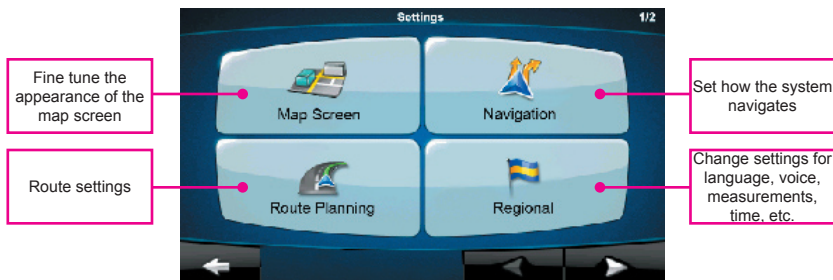 Settings
1/2
Fine tune the
appearance of the
map screen
Map Screen
Navigation
Set how the system
navigates
Route settings
Route Planning
Regional
Change settings for
language, voice,
measurements,
time, etc.